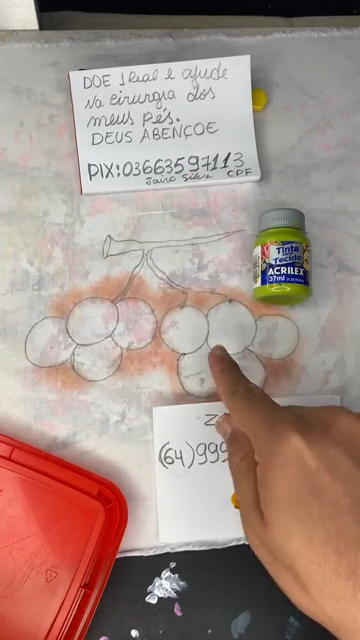 DOE 1 Real e ajude
na cirurgia dos
meus pés.
DEUS ABENÇOE
PIX:03663597113
Jairo Silva CPF
Tinta
Tecido
ACRILEX
37ml
Z
(64)999